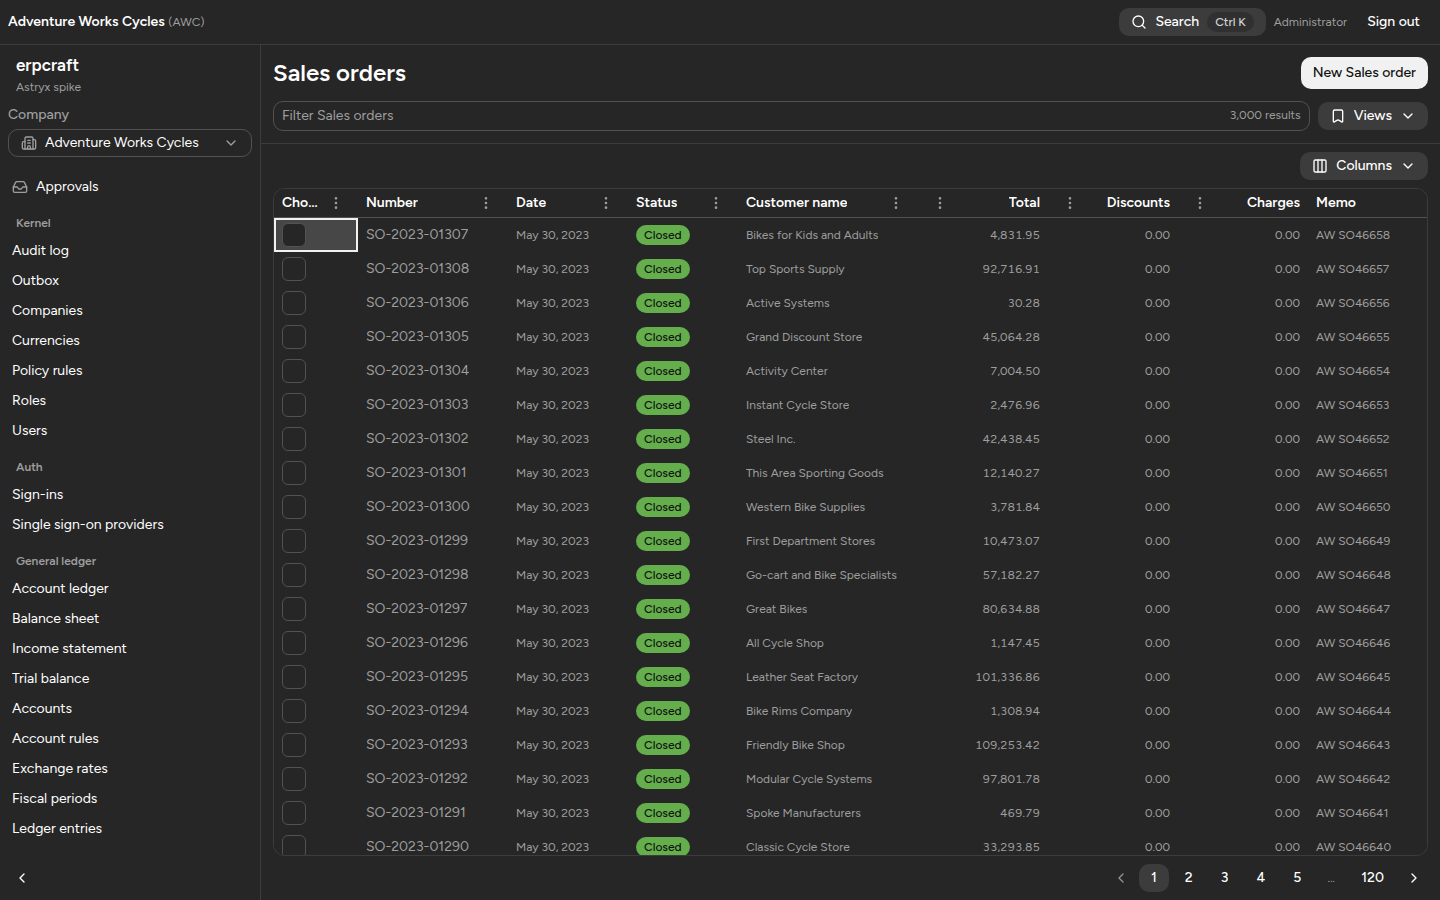 Adventure Works Cycles (AWC)
Search Ctrl K Administrator Sign out
erpcraft
Astryx spike
Company
Adventure Works Cycles
Approvals
Kernel
Audit log
Outbox
Companies
Currencies
Policy rules
Roles
Users
Auth
Sign-ins
Single sign-on providers
General ledger
Account ledger
Balance sheet
Income statement
Trial balance
Accounts
Account rules
Exchange rates
Fiscal periods
Ledger entries
Sales orders
New Sales order
Filter Sales orders 3,000 results Views
Columns
Cho... Number Date Status Customer name Total Discounts Charges Memo
SO-2023-01307 May 30, 2023 Closed Bikes for Kids and Adults 4,831.95 0.00 0.00 AW SO46658
SO-2023-01308 May 30, 2023 Closed Top Sports Supply 92,716.91 0.00 0.00 AW SO46657
SO-2023-01306 May 30, 2023 Closed Active Systems 30.28 0.00 0.00 AW SO46656
SO-2023-01305 May 30, 2023 Closed Grand Discount Store 45,064.28 0.00 0.00 AW SO46655
SO-2023-01304 May 30, 2023 Closed Activity Center 7,004.50 0.00 0.00 AW SO46654
SO-2023-01303 May 30, 2023 Closed Instant Cycle Store 2,476.96 0.00 0.00 AW SO46653
SO-2023-01302 May 30, 2023 Closed Steel Inc. 42,438.45 0.00 0.00 AW SO46652
SO-2023-01301 May 30, 2023 Closed This Area Sporting Goods 12,140.27 0.00 0.00 AW SO46651
SO-2023-01300 May 30, 2023 Closed Western Bike Supplies 3,781.84 0.00 0.00 AW SO46650
SO-2023-01299 May 30, 2023 Closed First Department Stores 10,473.07 0.00 0.00 AW SO46649
SO-2023-01298 May 30, 2023 Closed Go-cart and Bike Specialists 57,182.27 0.00 0.00 AW SO46648
SO-2023-01297 May 30, 2023 Closed Great Bikes 80,634.88 0.00 0.00 AW SO46647
SO-2023-01296 May 30, 2023 Closed All Cycle Shop 1,147.45 0.00 0.00 AW SO46646
SO-2023-01295 May 30, 2023 Closed Leather Seat Factory 101,336.86 0.00 0.00 AW SO46645
SO-2023-01294 May 30, 2023 Closed Bike Rims Company 1,308.94 0.00 0.00 AW SO46644
SO-2023-01293 May 30, 2023 Closed Friendly Bike Shop 109,253.42 0.00 0.00 AW SO46643
SO-2023-01292 May 30, 2023 Closed Modular Cycle Systems 97,801.78 0.00 0.00 AW SO46642
SO-2023-01291 May 30, 2023 Closed Spoke Manufacturers 469.79 0.00 0.00 AW SO46641
SO-2023-01290 May 30, 2023 Closed Classic Cycle Store 33,293.85 0.00 0.00 AW SO46640
1 2 3 4 5 ... 120